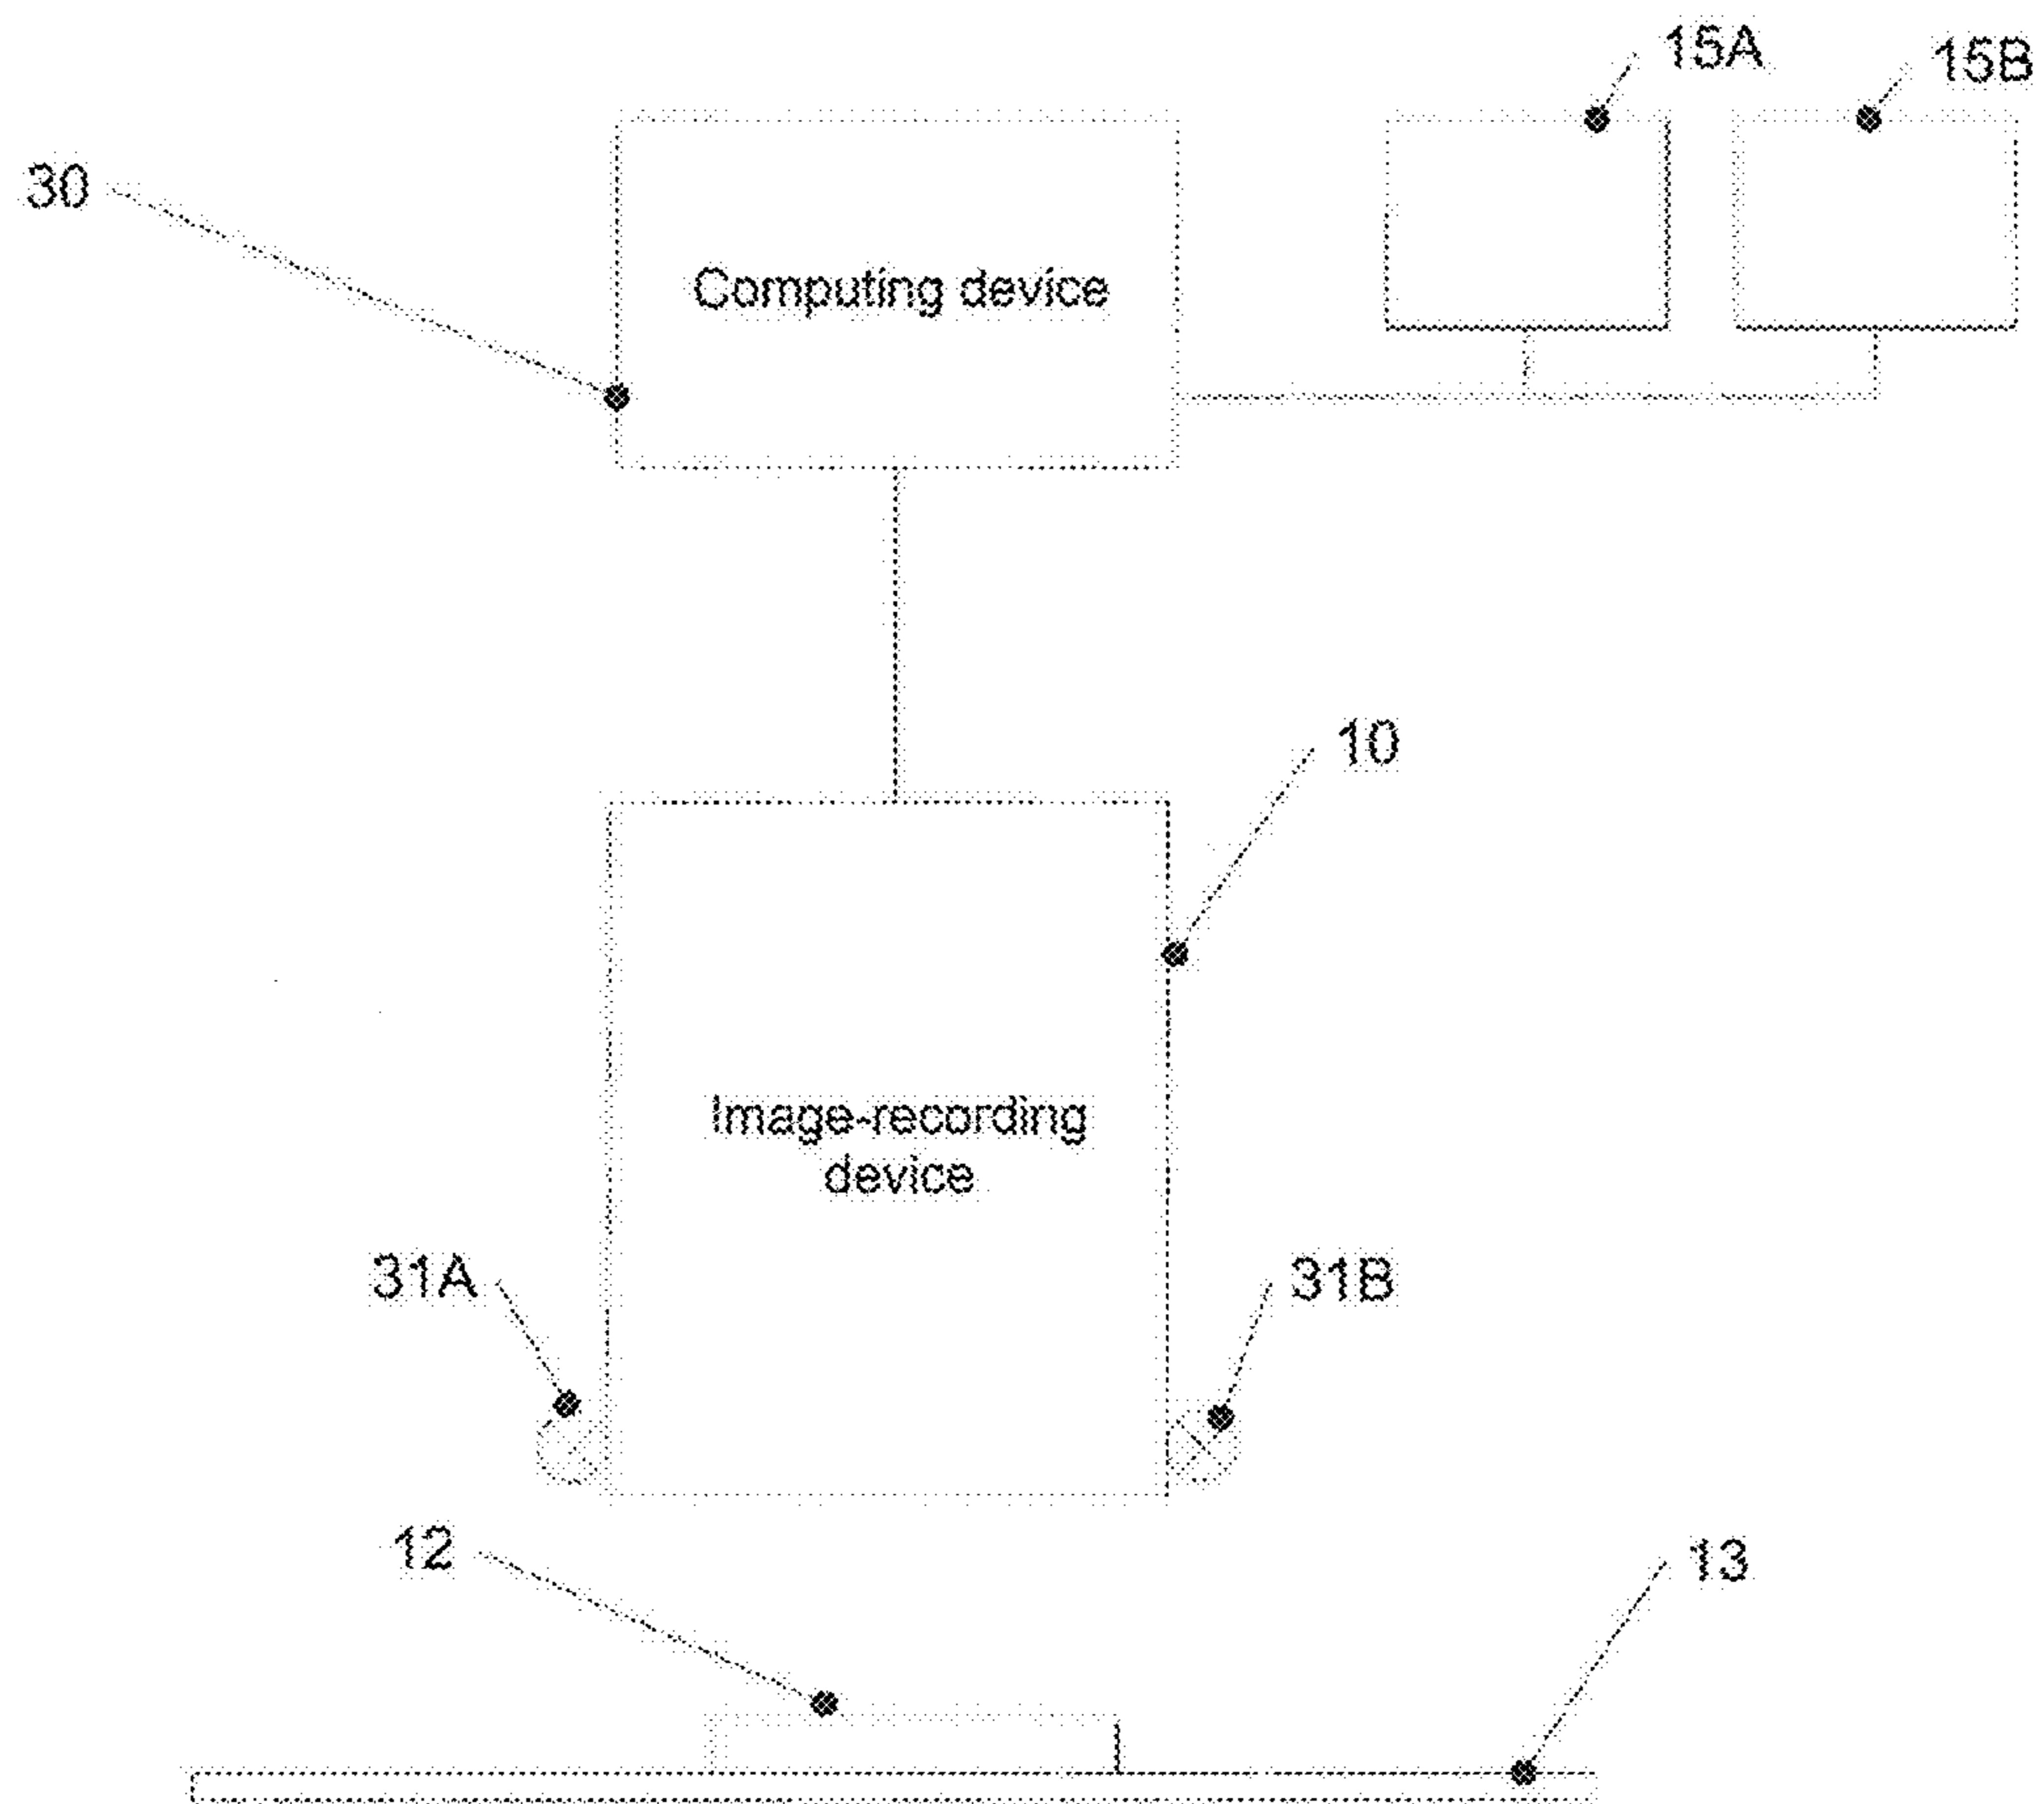 15A
15B
30
Computing device
10
Image-recording
device
31A
31B
12
13